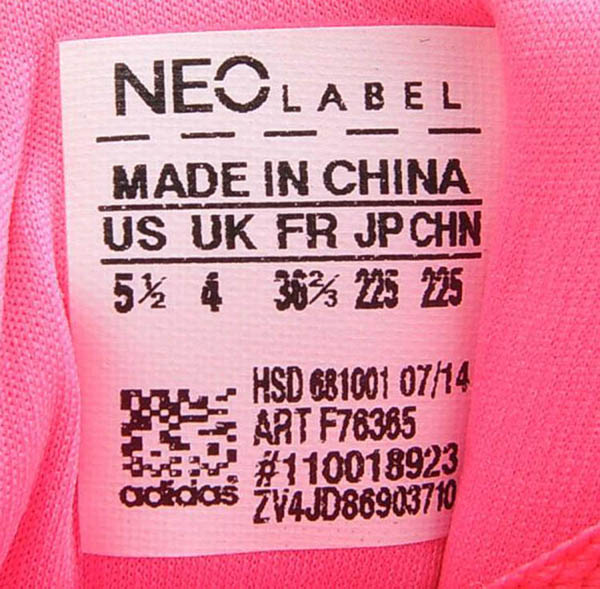 NEO LABEL
MADE IN CHINA
US UK FR JP CHN
5½ 4 36⅔ 225 225
HSD 681001 07/14
ART F76365
#110018923
adidas ZV4JD86903710